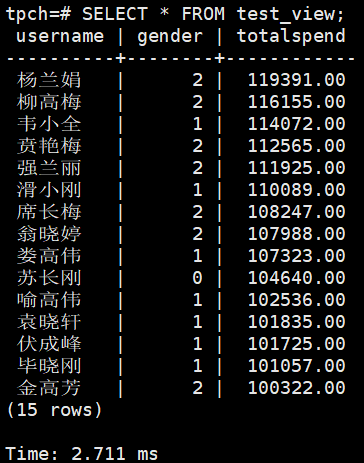 tpch=# SELECT * FROM test_view;
username | gender | totalspend
----------+--------+------------
杨兰娟 | 2 | 119391.00
柳高梅 | 2 | 116155.00
韦小全 | 1 | 114072.00
贲艳梅 | 2 | 112565.00
强兰丽 | 2 | 111925.00
滑小刚 | 1 | 110089.00
席长梅 | 2 | 108247.00
翁晓婷 | 2 | 107988.00
娄高伟 | 1 | 107323.00
苏长刚 | 0 | 104640.00
喻高伟 | 1 | 102536.00
袁晓轩 | 1 | 101835.00
伏成峰 | 1 | 101725.00
毕晓刚 | 1 | 101057.00
金高芳 | 2 | 100322.00
(15 rows)
Time: 2.711 ms